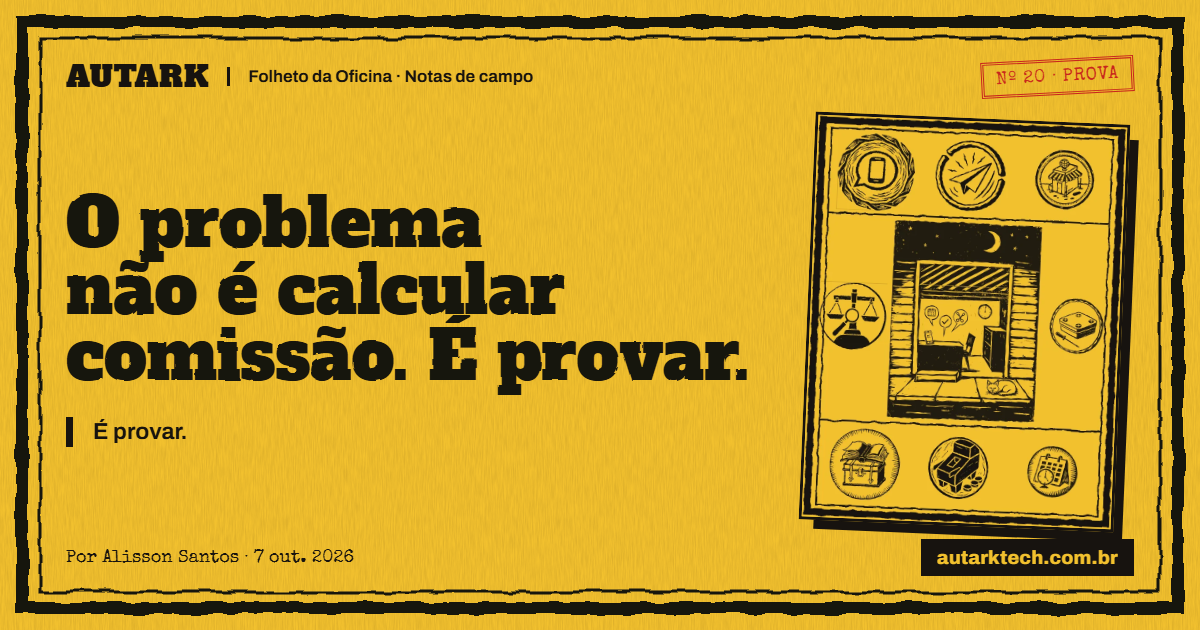 AUTARK
Folheto da Oficina · Notas de campo
Nº 20 · PROVA
O problema
não é calcular
comissão. É provar.
É provar.
Por Alisson Santos · 7 out. 2026
autarktech.com.br